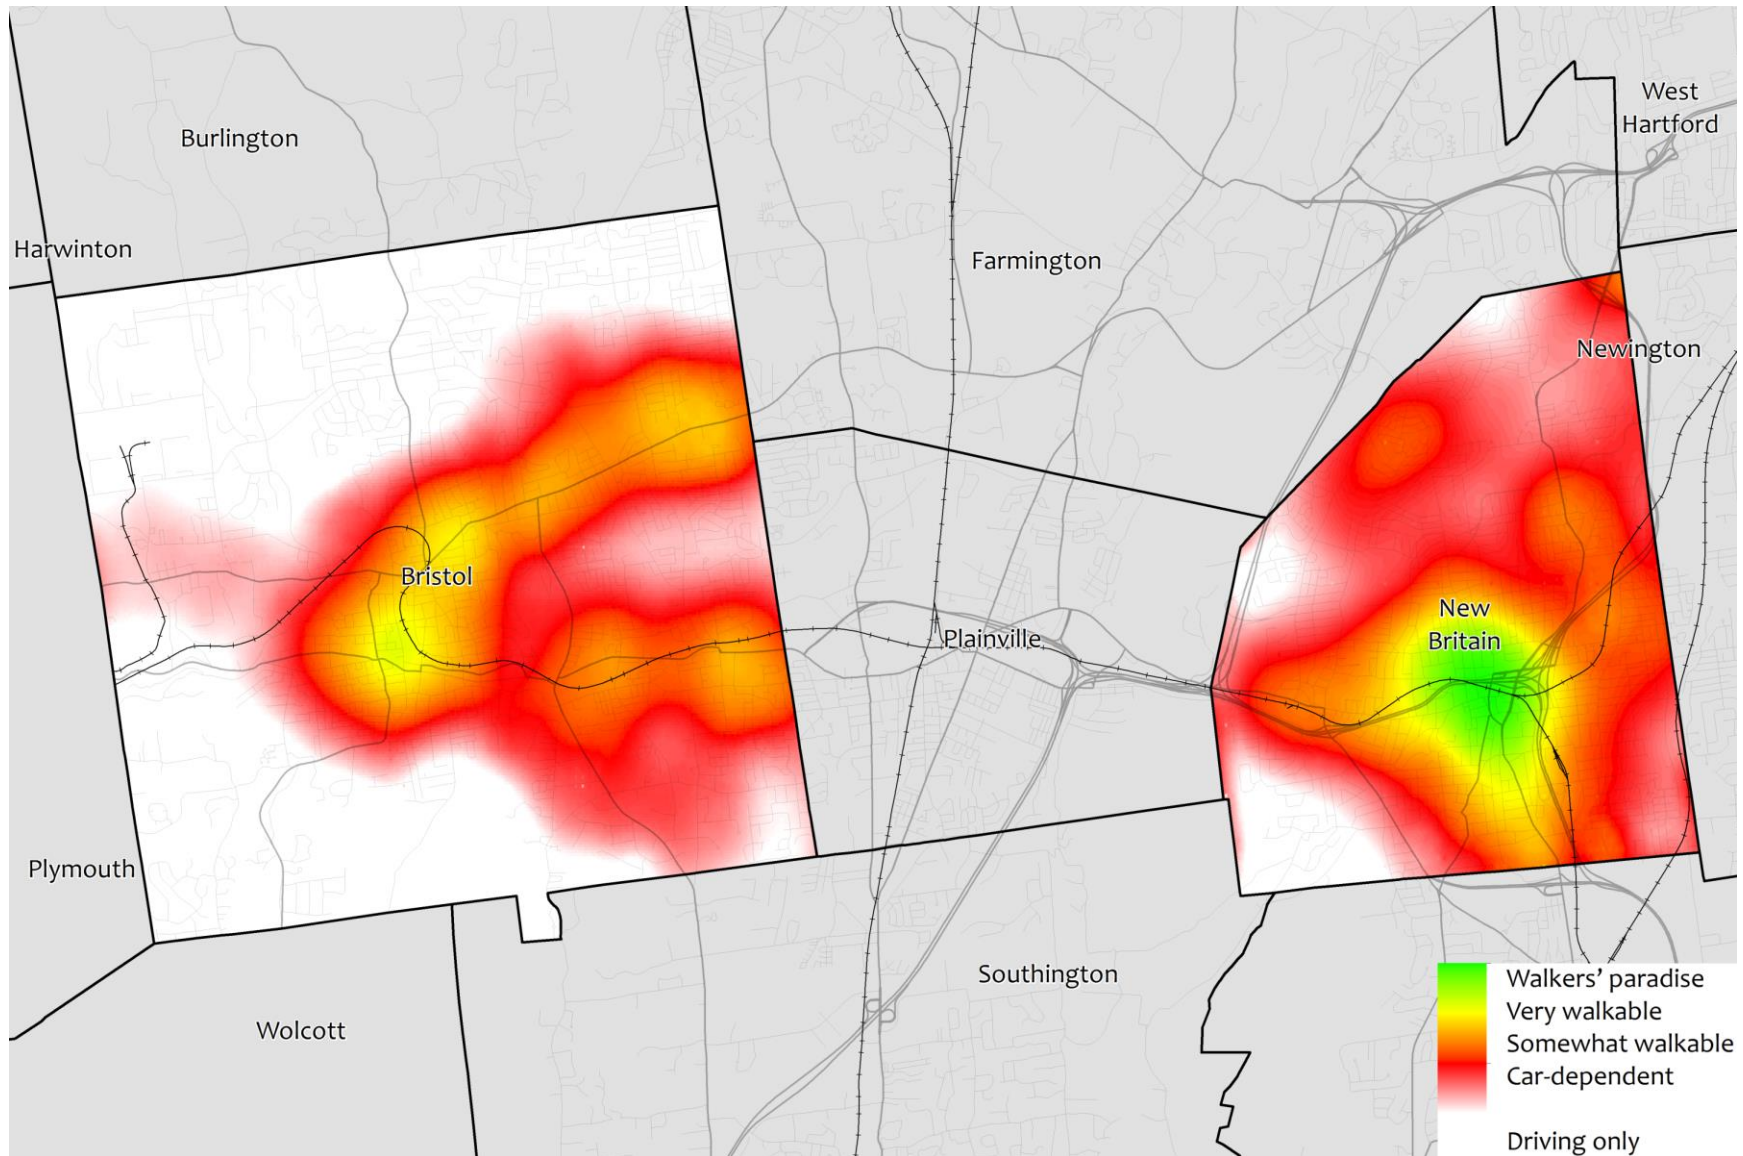 West
Hartford
Burlington
Harwinton
Farmington
Newington
Bristol
New
Britain
Plainville
Plymouth
Southington
Wolcott
Walkers’ paradise
Very walkable
Somewhat walkable
Car-dependent
Driving only